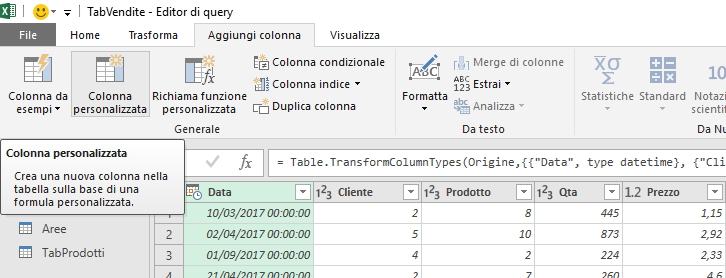 TabVendite - Editor di query
File Home Trasforma Aggiungi colonna Visualizza
Colonna da esempi
Colonna personalizzata
Richiama funzione personalizzata
Colonna condizionale
Colonna indice
Duplica colonna
Generale
Formatta
ABC
Merge di colonne
ABC 123
Estrai
Analizza
Da testo
Statistiche
Standard
Notazi
scientif
Da Nu
Colonna personalizzata
Crea una nuova colonna nella
tabella sulla base di una
formula personalizzata.
fx = Table.TransformColumnTypes(Origine,{{"Data", type datetime}, {"Cli
Data 1²3 Cliente 1²3 Prodotto 1²3 Qta 1.2 Prezzo
1 10/03/2017 00:00:00 2 8 445 1,15
2 02/04/2017 00:00:00 5 10 873 2,92
3 01/09/2017 00:00:00 4 2 224 2,33
4 21/04/2017 00:00:00 2 7 260 4,6
Aree
TabProdotti